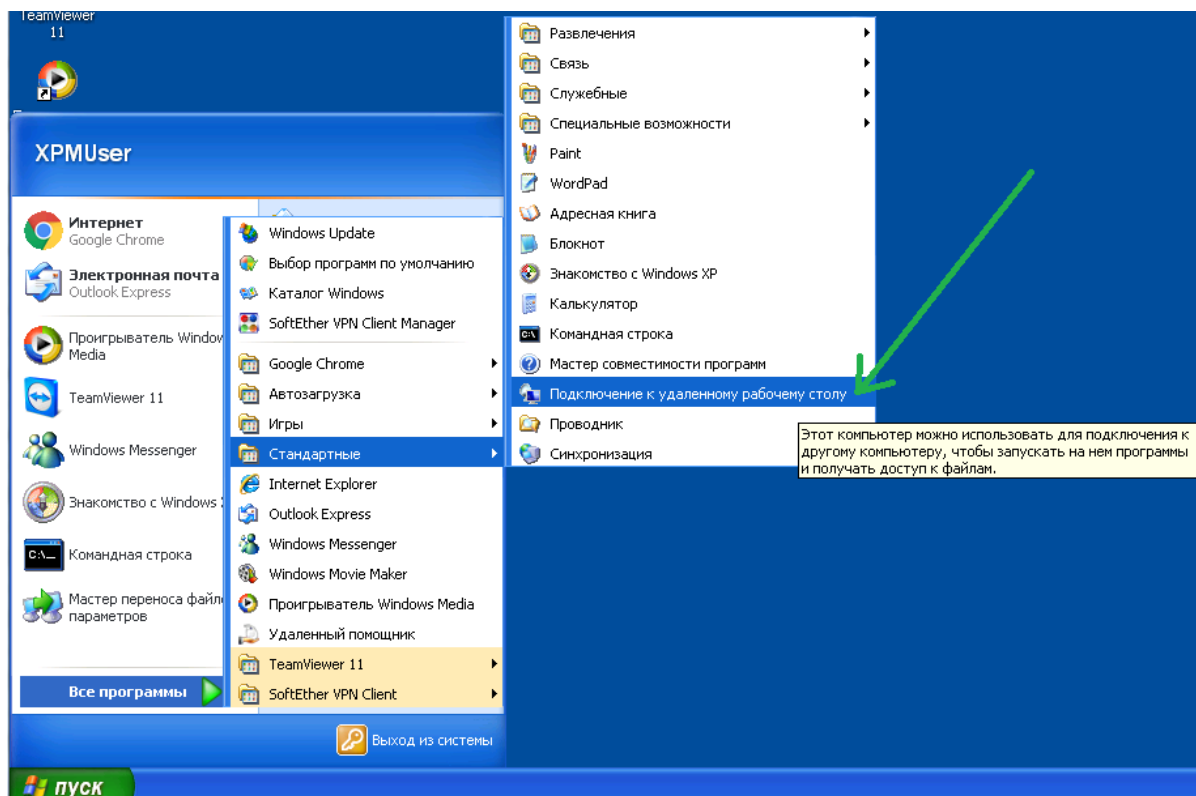 TeamViewer
11
XPMUser
Интернет
Google Chrome
Электронная почта
Outlook Express
Проигрыватель Window
Media
TeamViewer 11
Windows Messenger
Знакомство с Windows
Командная строка
Мастер переноса файло
параметров
Все программы
Windows Update
Выбор программ по умолчанию
Каталог Windows
SoftEther VPN Client Manager
Google Chrome
Автозагрузка
Игры
Стандартные
Internet Explorer
Outlook Express
Windows Messenger
Windows Movie Maker
Проигрыватель Windows Media
Удаленный помощник
TeamViewer 11
SoftEther VPN Client
Развлечения
Связь
Служебные
Специальные возможности
Paint
WordPad
Адресная книга
Блокнот
Знакомство с Windows XP
Калькулятор
C:\
Командная строка
Мастер совместимости программ
Подключение к удаленному рабочему столу
Проводник
Синхронизация
Этот компьютер можно использовать для подключения к
другому компьютеру, чтобы запускать на нем программы
и получать доступ к файлам.
C:\_
Выход из системы
пуск